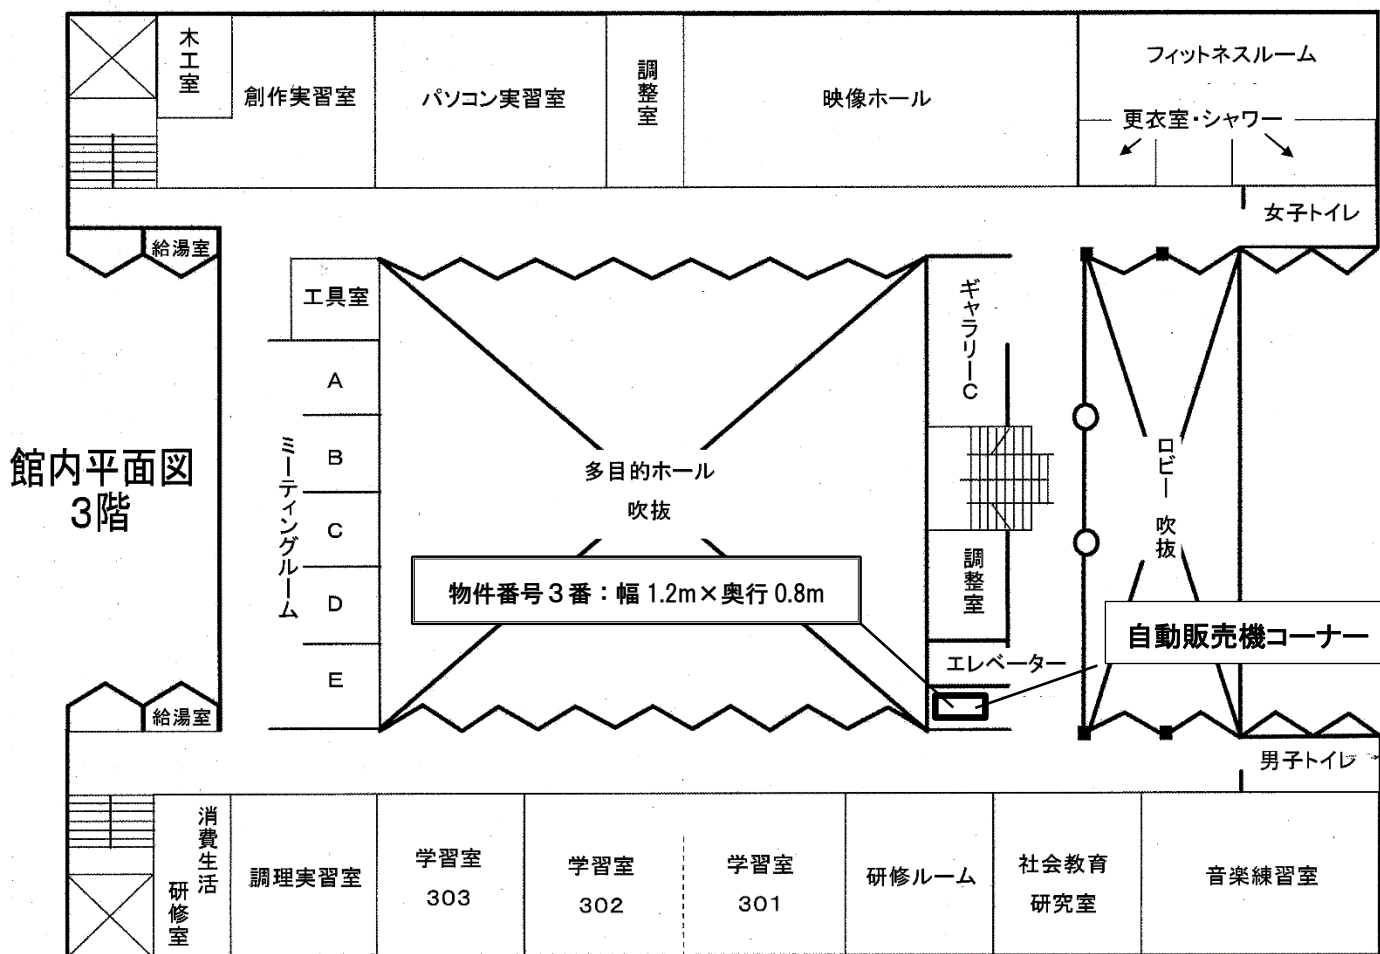 木工室
創作実習室
パソコン実習室
調整室
映像ホール
フィットネスルーム
更衣室・シャワー
女子トイレ
給湯室
工具室
ギャラリーC
A
B
C
D
E
ミーティングルーム
館内平面図
3階
多目的ホール
吹抜
ロビー 吹抜
調整室
物件番号3番：幅 1.2m×奥行 0.8m
自動販売機コーナー
エレベーター
給湯室
男子トイレ
消費生活
研修室
調理実習室
学習室
303
学習室
302
学習室
301
研修ルーム
社会教育
研究室
音楽練習室